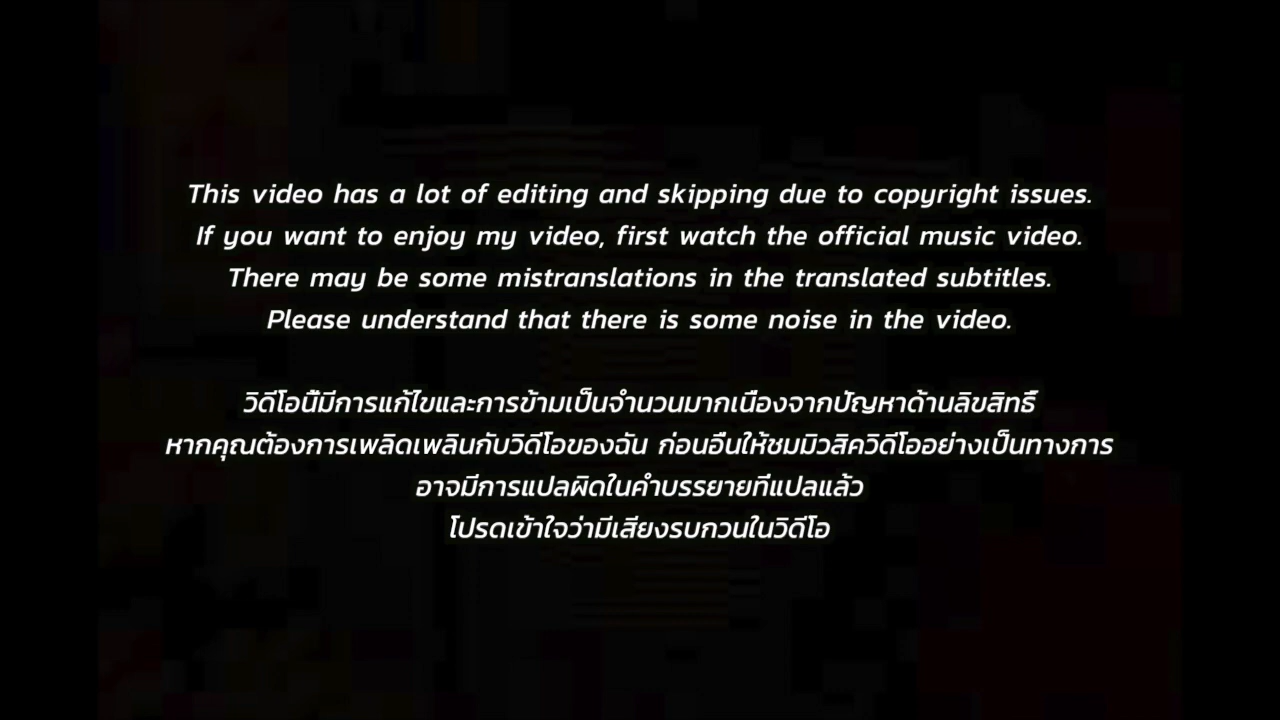 This video has a lot of editing and skipping due to copyright issues.
If you want to enjoy my video, first watch the official music video.
There may be some mistranslations in the translated subtitles.
Please understand that there is some noise in the video.
วิดีโอนี้มีการแก้ไขและการข้ามเป็นจำนวนมากเนื่องจากปัญหาด้านลิขสิทธิ์
หากคุณต้องการเพลิดเพลินกับวิดีโอของฉัน ก่อนอื่นให้ชมมิวสิควิดีโออย่างเป็นทางการ
อาจมีการแปลผิดในคำบรรยายที่แปลแล้ว
โปรดเข้าใจว่ามีเสียงรบกวนในวิดีโอ